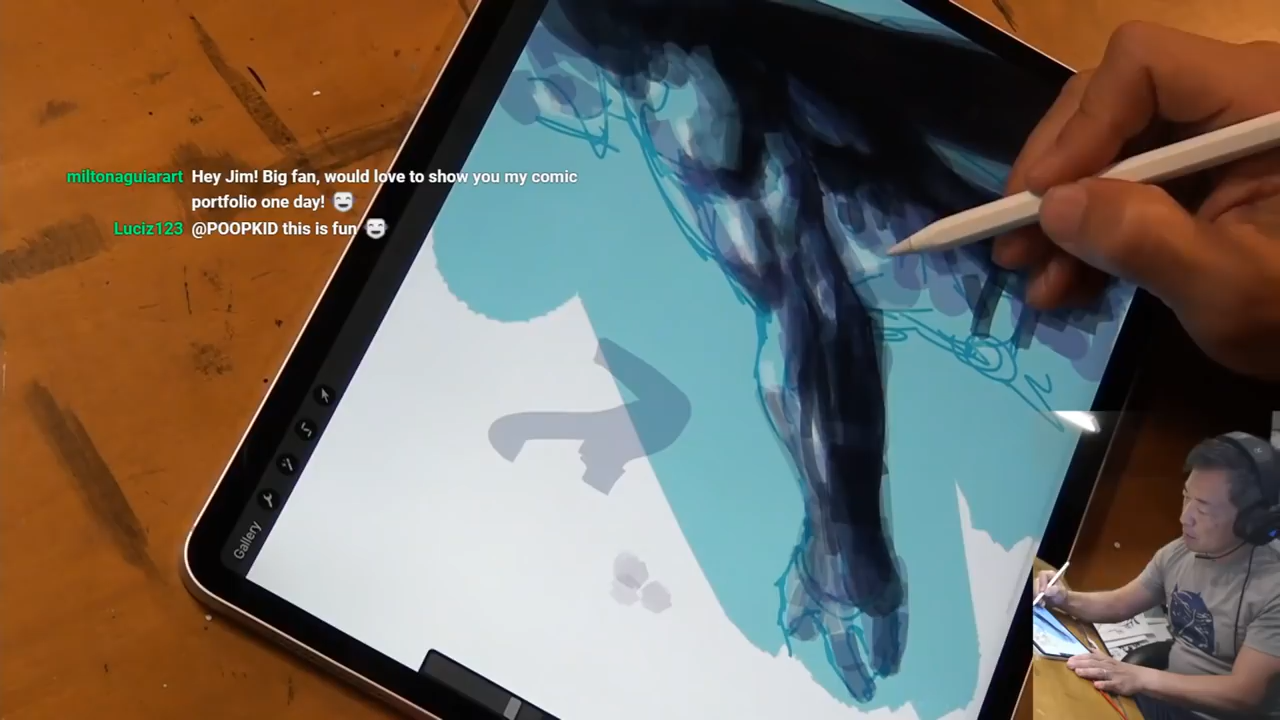 miltonaguiarart Hey Jim! Big fan, would love to show you my comic
portfolio one day!
Luciz123 @POOPKID this is fun
Gallery